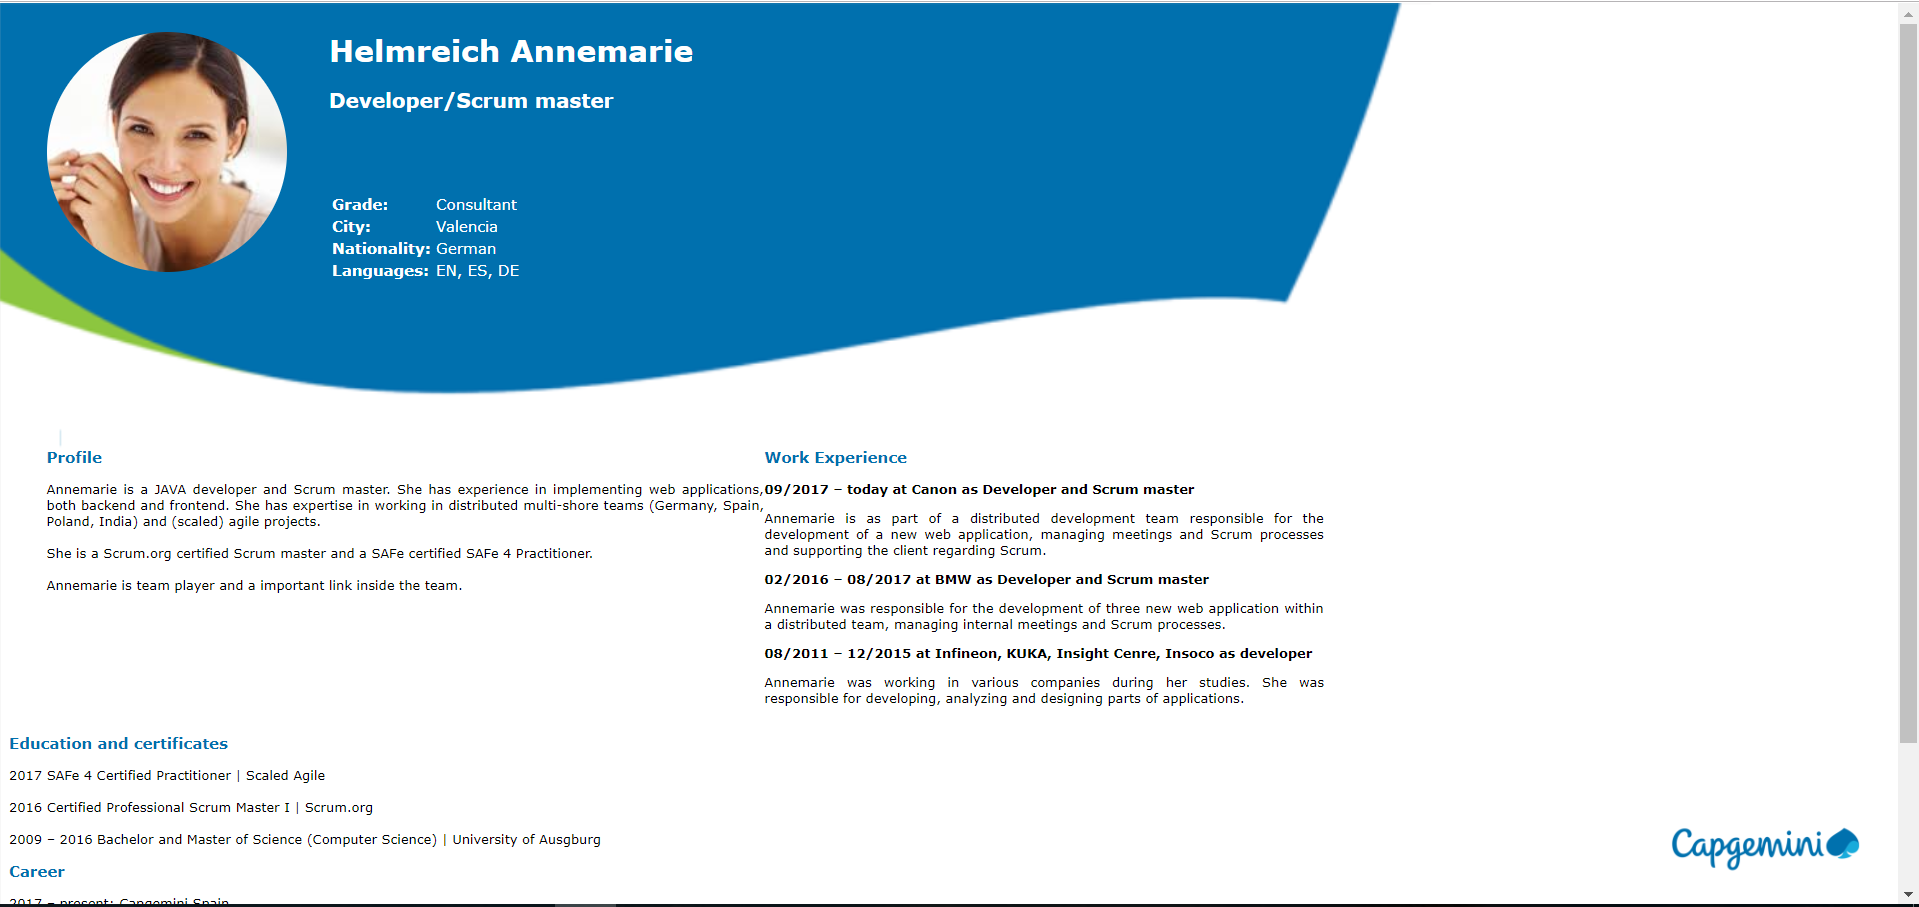 Helmreich Annemarie
Developer/Scrum master
Grade: Consultant
City: Valencia
Nationality: German
Languages: EN, ES, DE
Profile
Annemarie is a JAVA developer and Scrum master. She has experience in implementing web applications,
both backend and frontend. She has expertise in working in distributed multi-shore teams (Germany, Spain,
Poland, India) and (scaled) agile projects.
She is a Scrum.org certified Scrum master and a SAFe certified SAFe 4 Practitioner.
Annemarie is team player and a important link inside the team.
Work Experience
09/2017 – today at Canon as Developer and Scrum master
Annemarie is as part of a distributed development team responsible for the
development of a new web application, managing meetings and Scrum processes
and supporting the client regarding Scrum.
02/2016 – 08/2017 at BMW as Developer and Scrum master
Annemarie was responsible for the development of three new web application within
a distributed team, managing internal meetings and Scrum processes.
08/2011 – 12/2015 at Infineon, KUKA, Insight Cenre, Insoco as developer
Annemarie was working in various companies during her studies. She was
responsible for developing, analyzing and designing parts of applications.
Education and certificates
2017 SAFe 4 Certified Practitioner | Scaled Agile
2016 Certified Professional Scrum Master I | Scrum.org
2009 – 2016 Bachelor and Master of Science (Computer Science) | University of Ausgburg
Career
2017 – present: Capgemini Spain
Capgemini